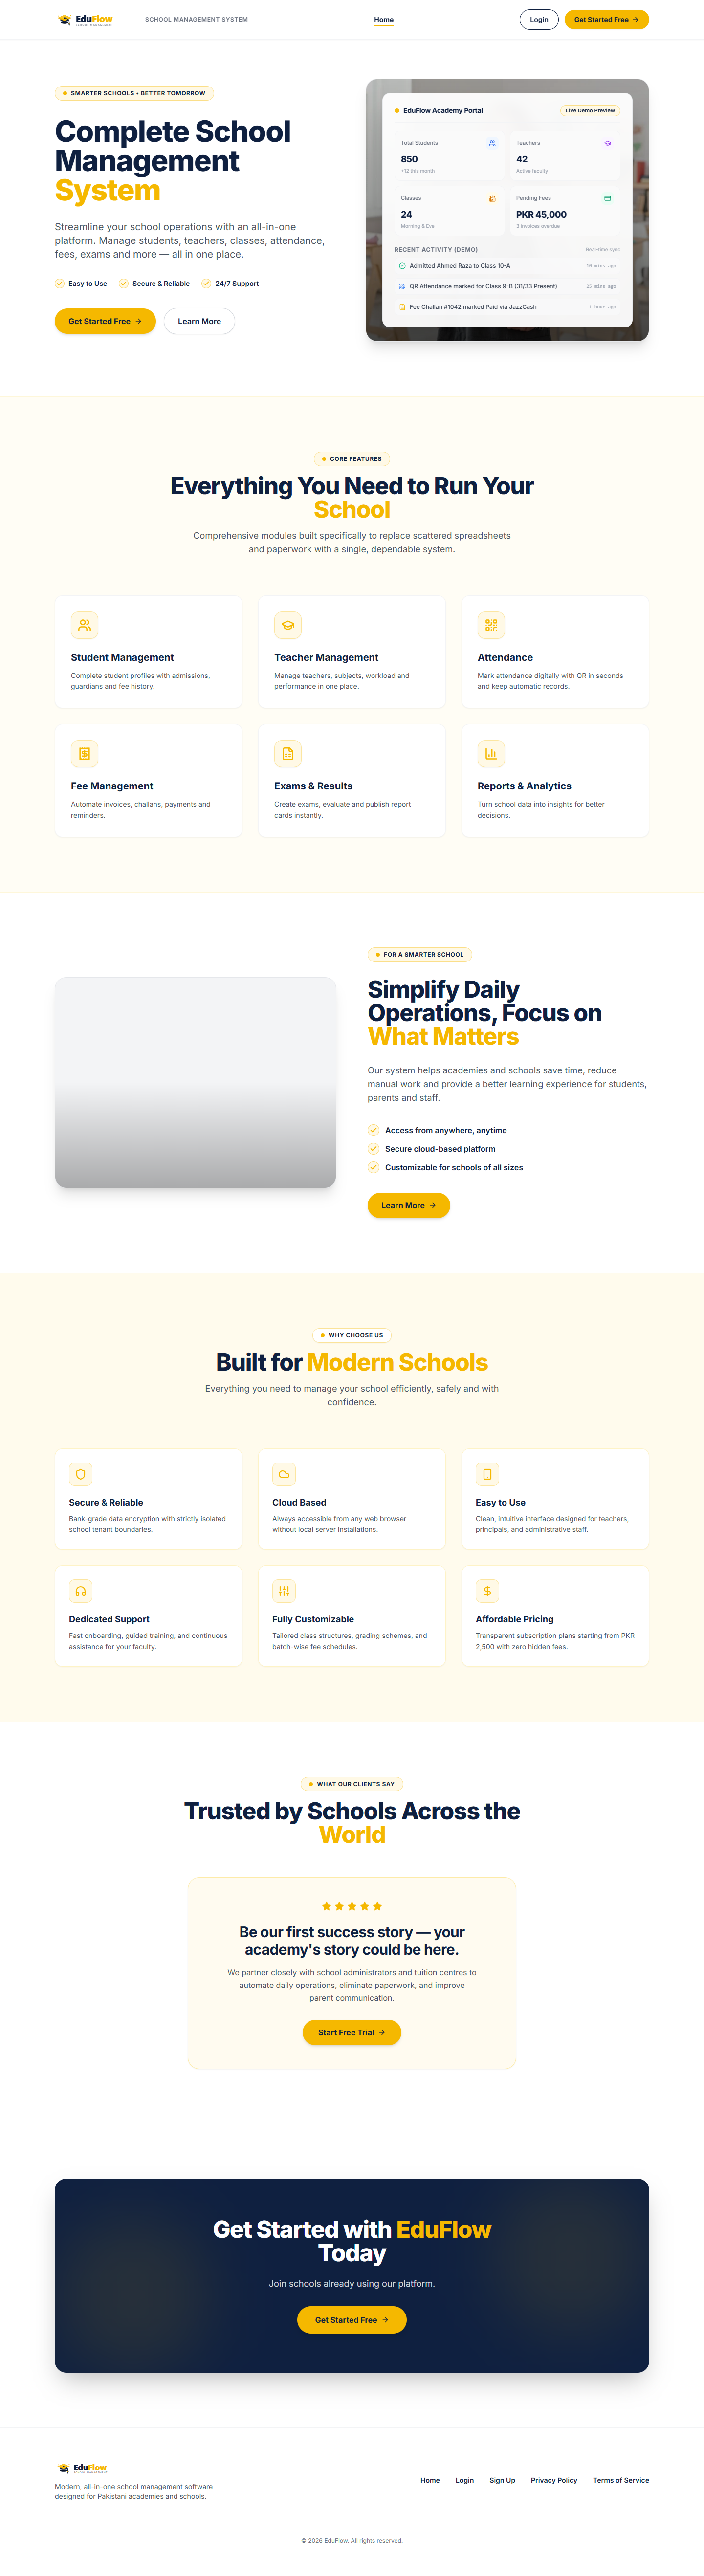 EduFlow
SCHOOL MANAGEMENT SYSTEM
Home
Login
Get Started Free
SMARTER SCHOOLS • BETTER TOMORROW
Complete School
Management
System
Streamline your school operations with an all-in-one
platform. Manage students, teachers, classes, attendance,
fees, exams and more — all in one place.
Easy to Use
Secure & Reliable
24/7 Support
Get Started Free
Learn More
EduFlow Academy Portal
Live Demo Preview
Total Students
850
+12 this month
Teachers
42
Active faculty
Classes
24
Morning & Eve
Pending Fees
PKR 45,000
3 invoices overdue
RECENT ACTIVITY (DEMO)
Real-time sync
Admitted Ahmed Raza to Class 10-A
10 mins ago
QR Attendance marked for Class 9-B (31/33 Present)
Fee Challan #1042 marked Paid via JazzCash
1 hour ago
CORE FEATURES
Everything You Need to Run Your
School
Comprehensive modules built specifically to replace scattered spreadsheets
and paperwork with a single, dependable system.
Student Management
Complete student profiles with admissions,
guardians and fee history.
Teacher Management
Manage teachers, subjects, workload and
performance in one place.
Attendance
Mark attendance digitally with QR in seconds
and keep automatic records.
Fee Management
Automate invoices, challans, payments and
reminders.
Exams & Results
Create exams, evaluate and publish report
cards instantly.
Reports & Analytics
Turn school data into insights for better
decisions.
FOR A SMARTER SCHOOL
Simplify Daily
Operations, Focus on
What Matters
Our system helps academies and schools save time, reduce
manual work and provide a better learning experience for students,
parents and staff.
Access from anywhere, anytime
Secure cloud-based platform
Customizable for schools of all sizes
Learn More
WHY CHOOSE US
Built for Modern Schools
Everything you need to manage your school efficiently, safely and with
confidence.
Secure & Reliable
Bank-grade data encryption with strictly isolated
school tenant boundaries.
Cloud Based
Always accessible from any web browser
without local server installations.
Easy to Use
Clean, intuitive interface designed for teachers,
principals, and administrative staff.
Dedicated Support
Fast onboarding, guided training, and continuous
assistance for your faculty.
Fully Customizable
Tailored class structures, grading schemes, and
batch-wise fee schedules.
Affordable Pricing
Transparent subscription plans starting from PKR
2,500 with zero hidden fees.
WHAT OUR CLIENTS SAY
Trusted by Schools Across the
World
Be our first success story — your
academy's story could be here.
We partner closely with school administrators and tuition centres to
automate daily operations, eliminate paperwork, and improve
parent communication.
Start Free Trial
Get Started with EduFlow
Today
Join schools already using our platform.
Get Started Free
EduFlow
Modern, all-in-one school management software
designed for Pakistani academies and schools.
Home
Login
Sign Up
Privacy Policy
Terms of Service
© 2026 EduFlow. All rights reserved.